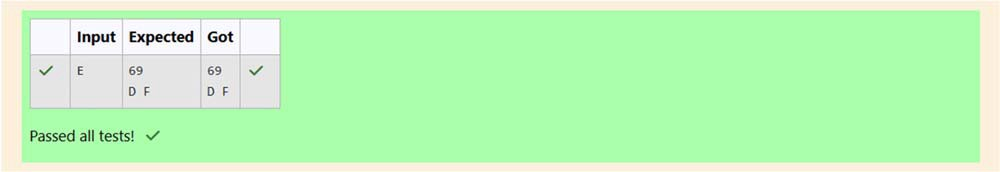 Input Expected Got
E 69 69
D F D F
Passed all tests!